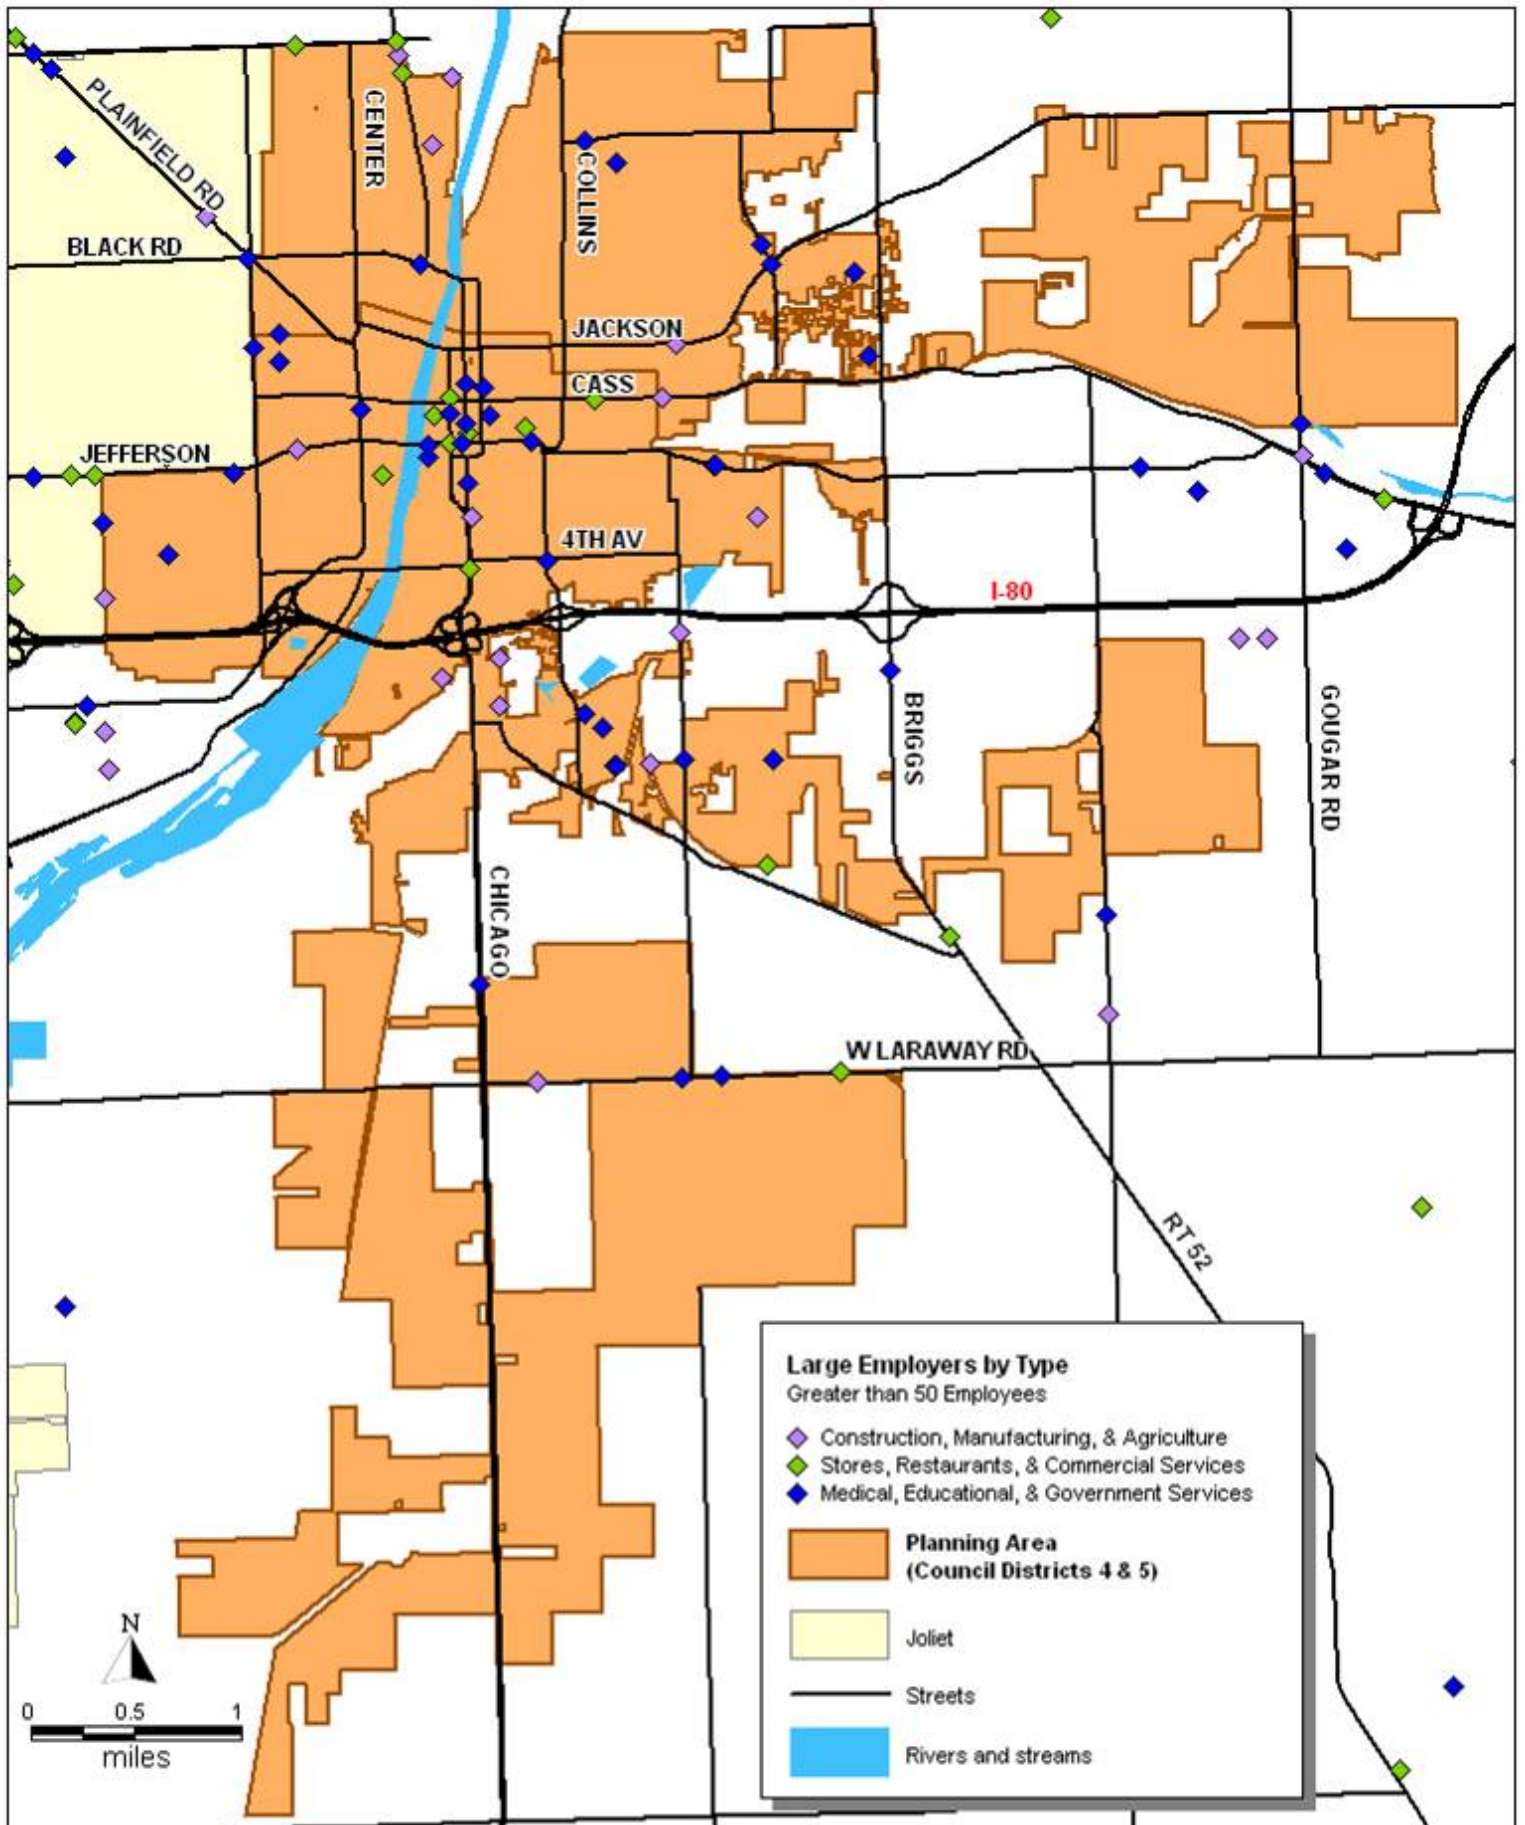 PLAINFIELD RD
CENTER
COLLINS
BLACK RD
JACKSON
CASS
JEFFERSON
4TH AV
I-80
BRIGGS
GOUGAR RD
CHICAGO
W LARAWAY RD
RT 52
Large Employers by Type
Greater than 50 Employees
Construction, Manufacturing, & Agriculture
Stores, Restaurants, & Commercial Services
Medical, Educational, & Government Services
Planning Area
(Council Districts 4 & 5)
Joliet
Streets
Rivers and streams
N
0 0.5 1
miles